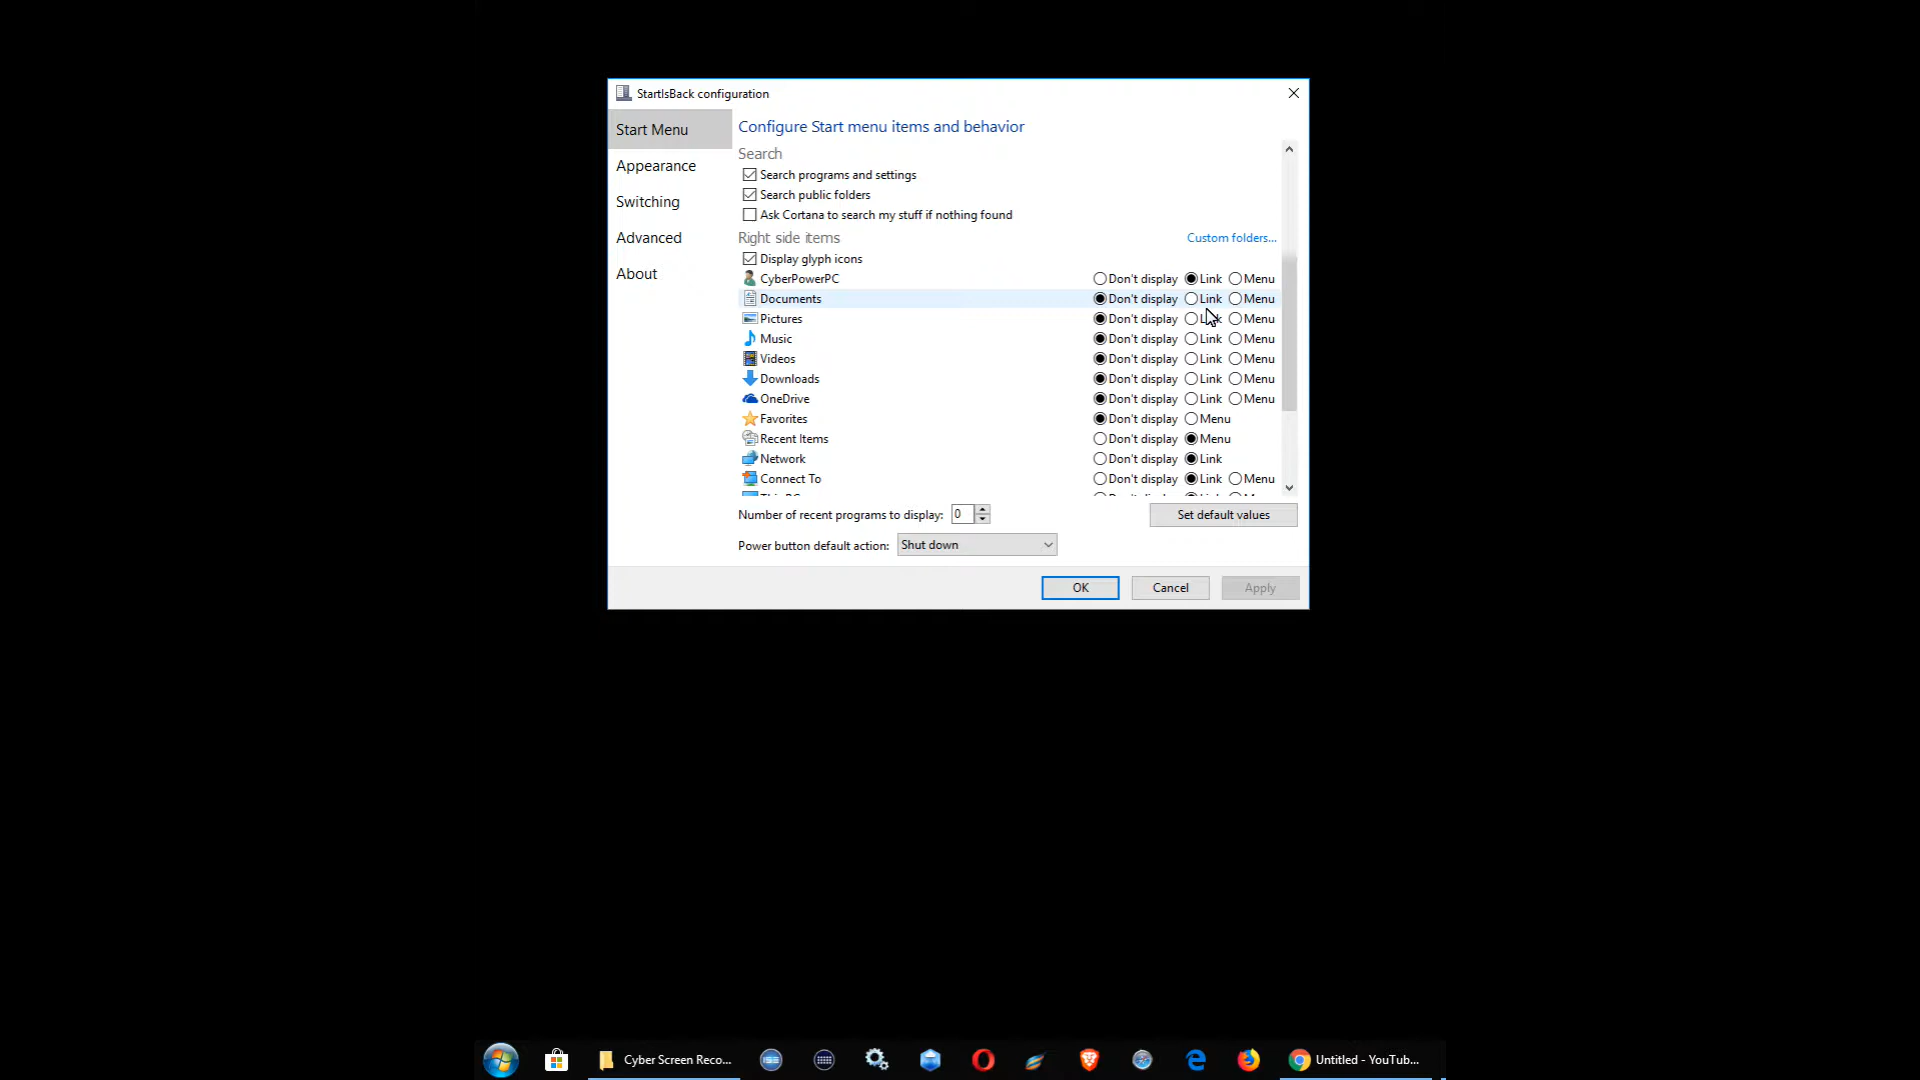 StartIsBack configuration
Start Menu
Appearance
Switching
Advanced
About
Configure Start menu items and behavior
Search
Search programs and settings
Search public folders
Ask Cortana to search my stuff if nothing found
Right side items Custom folders...
Display glyph icons
CyberPowerPC Don't display Link Menu
Documents Don't display Link Menu
Pictures Don't display Link Menu
Music Don't display Link Menu
Videos Don't display Link Menu
Downloads Don't display Link Menu
OneDrive Don't display Link Menu
Favorites Don't display Menu
Recent Items Don't display Menu
Network Don't display Link
Connect To Don't display Link Menu
Number of recent programs to display: 0 Set default values
Power button default action: Shut down
OK Cancel Apply
Cyber Screen Reco... Untitled - YouTub...